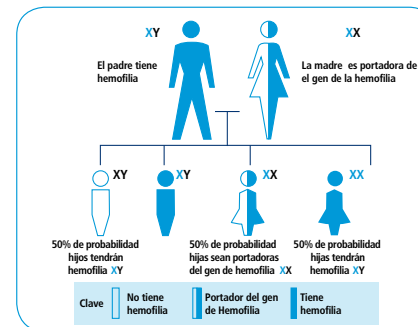 XY
XX
El padre tiene
hemofilia
La madre es portadora de
el gen de la hemofilia
XY
XY
XX
XX
50% de probabilidad
hijos tendrán
hemofilia XY
50% de probabilidad
hijas sean portadoras
del gen de hemofilia XX
50% de probabilidad
hijas tendrán
hemofilia XY
Clave
No tiene
hemofilia
Portador del gen
de Hemofilia
Tiene
hemofilia